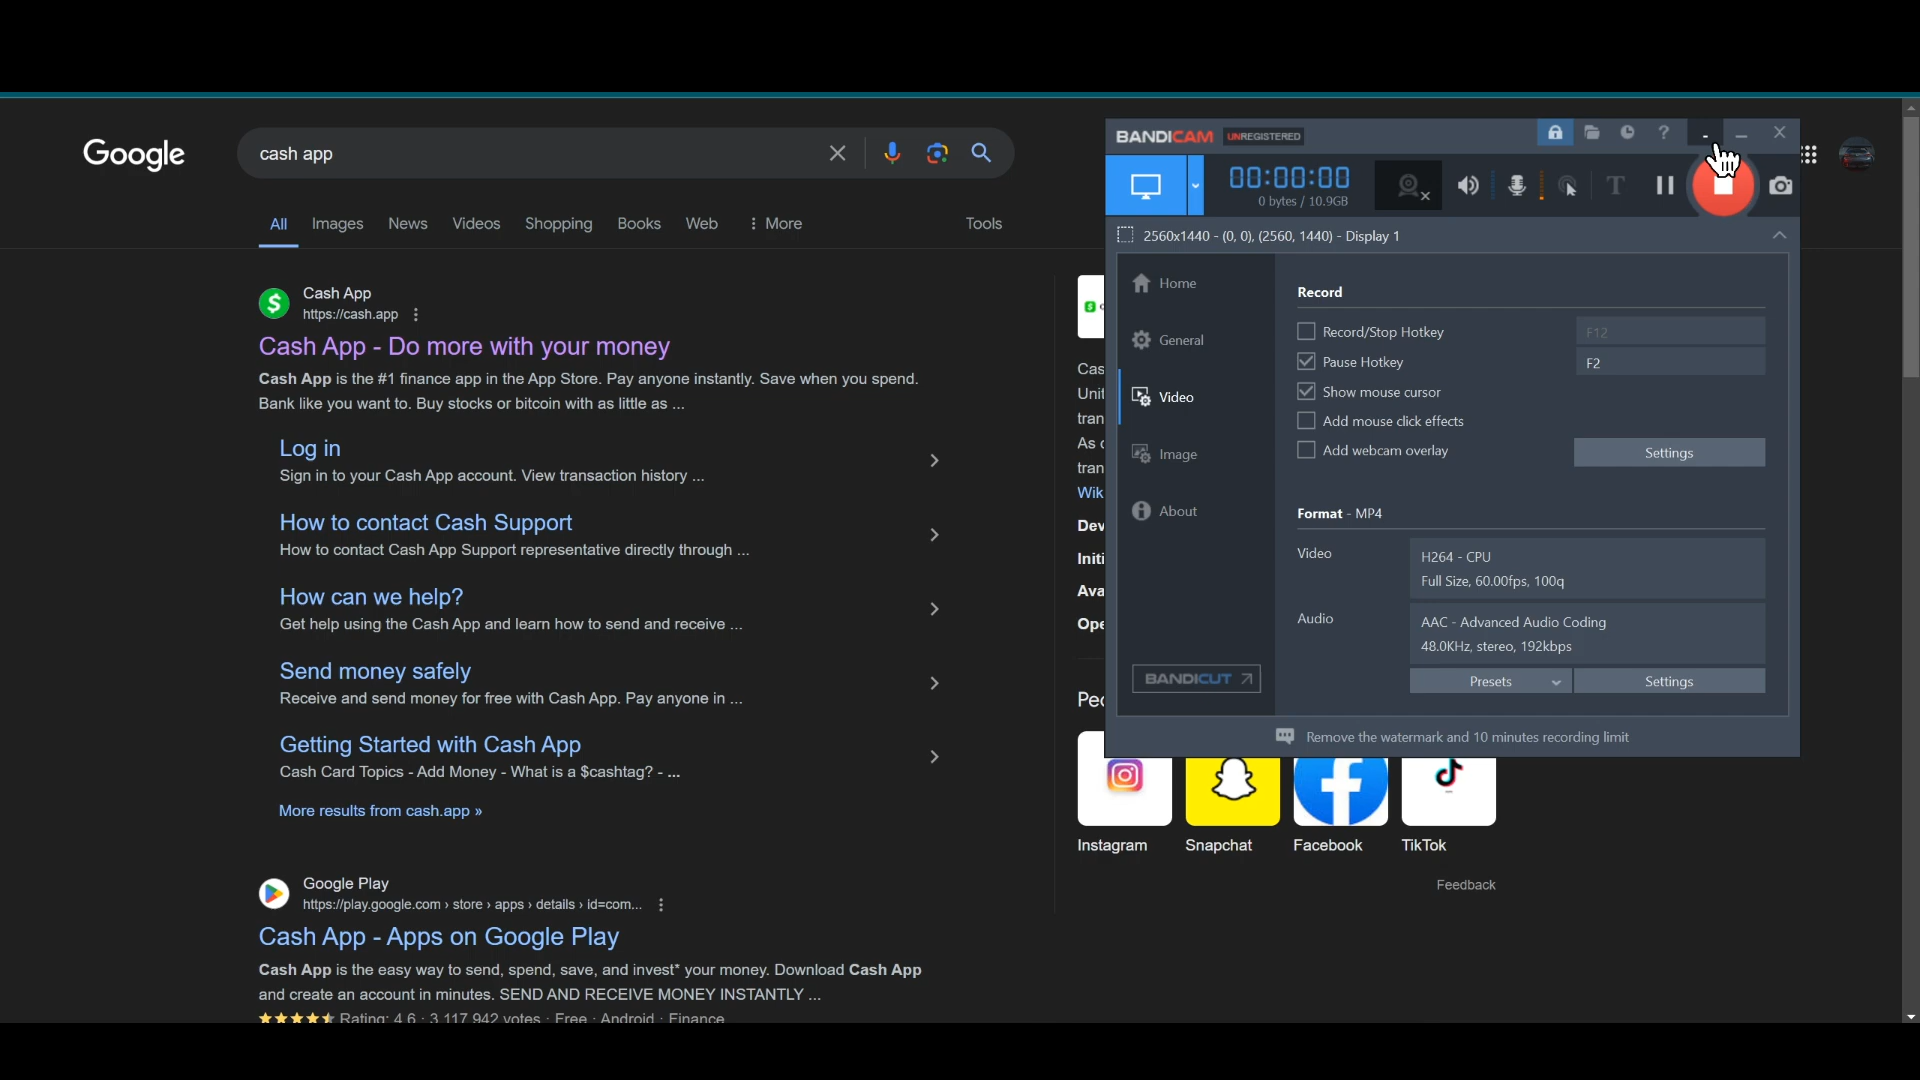 Google
cash app
All
Images
News
Videos
Shopping
Books
Web
More
Tools
Cash App
https://cash.app
Cash App - Do more with your money
Cash App is the #1 finance app in the App Store. Pay anyone instantly. Save when you spend.
Bank like you want to. Buy stocks or bitcoin with as little as ...
Log in
Sign in to your Cash App account. View transaction history ...
How to contact Cash Support
How to contact Cash App Support representative directly through ...
How can we help?
Get help using the Cash App and learn how to send and receive ...
Send money safely
Receive and send money for free with Cash App. Pay anyone in ...
Getting Started with Cash App
Cash Card Topics - Add Money - What is a $cashtag? - ...
More results from cash.app »
Google Play
https://play.google.com › store › apps › details › id=com...
Cash App - Apps on Google Play
Cash App is the easy way to send, spend, save, and invest* your money. Download Cash App
and create an account in minutes. SEND AND RECEIVE MONEY INSTANTLY ...
Rating: 4.6 · 3,117,942 votes · Free · Android · Finance
BANDICAM UNREGISTERED
00:00:00
0 bytes / 10.9GB
2560x1440 - (0, 0), (2560, 1440) - Display 1
Home
General
Video
Image
About
BANDICUT
Record
Record/Stop Hotkey
F12
Pause Hotkey
F2
Show mouse cursor
Add mouse click effects
Add webcam overlay
Settings
Format - MP4
Video
H264 - CPU
Full Size, 60.00fps, 100q
Audio
AAC - Advanced Audio Coding
48.0KHz, stereo, 192kbps
Presets
Settings
Remove the watermark and 10 minutes recording limit
Instagram
Snapchat
Facebook
TikTok
Feedback